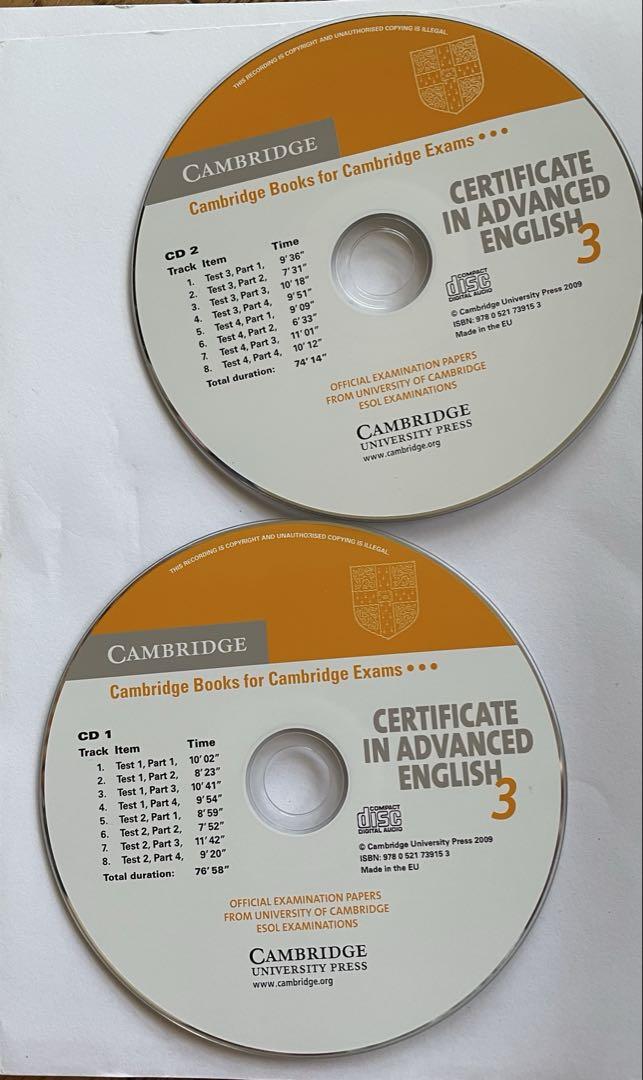 THIS RECORDING IS COPYRIGHT AND UNAUTHORISED COPYING IS ILLEGAL.
CAMBRIDGE
Cambridge Books for Cambridge Exams •••
CERTIFICATE
IN ADVANCED
ENGLISH
3
CD 2
Track Item Time
1. Test 3, Part 1, 9'36"
2. Test 3, Part 2, 7'31"
3. Test 3, Part 3, 10'18"
4. Test 3, Part 4, 9'51"
5. Test 4, Part 1, 9'09"
6. Test 4, Part 2, 6'33"
7. Test 4, Part 3, 11'01"
8. Test 4, Part 4, 10'12"
Total duration: 74'14"
COMPACT
disc
DIGITAL AUDIO
© Cambridge University Press 2009
ISBN: 978 0 521 73915 3
Made in the EU
OFFICIAL EXAMINATION PAPERS
FROM UNIVERSITY OF CAMBRIDGE
ESOL EXAMINATIONS
CAMBRIDGE
UNIVERSITY PRESS
www.cambridge.org
THIS RECORDING IS COPYRIGHT AND UNAUTHORISED COPYING IS ILLEGAL.
CAMBRIDGE
Cambridge Books for Cambridge Exams •••
CERTIFICATE
IN ADVANCED
ENGLISH
3
CD 1
Track Item Time
1. Test 1, Part 1, 10'02"
2. Test 1, Part 2, 8'23"
3. Test 1, Part 3, 10'41"
4. Test 1, Part 4, 9'54"
5. Test 2, Part 1, 8'59"
6. Test 2, Part 2, 7'52"
7. Test 2, Part 3, 11'42"
8. Test 2, Part 4, 9'20"
Total duration: 76'58"
COMPACT
disc
DIGITAL AUDIO
© Cambridge University Press 2009
ISBN: 978 0 521 73915 3
Made in the EU
OFFICIAL EXAMINATION PAPERS
FROM UNIVERSITY OF CAMBRIDGE
ESOL EXAMINATIONS
CAMBRIDGE
UNIVERSITY PRESS
www.cambridge.org